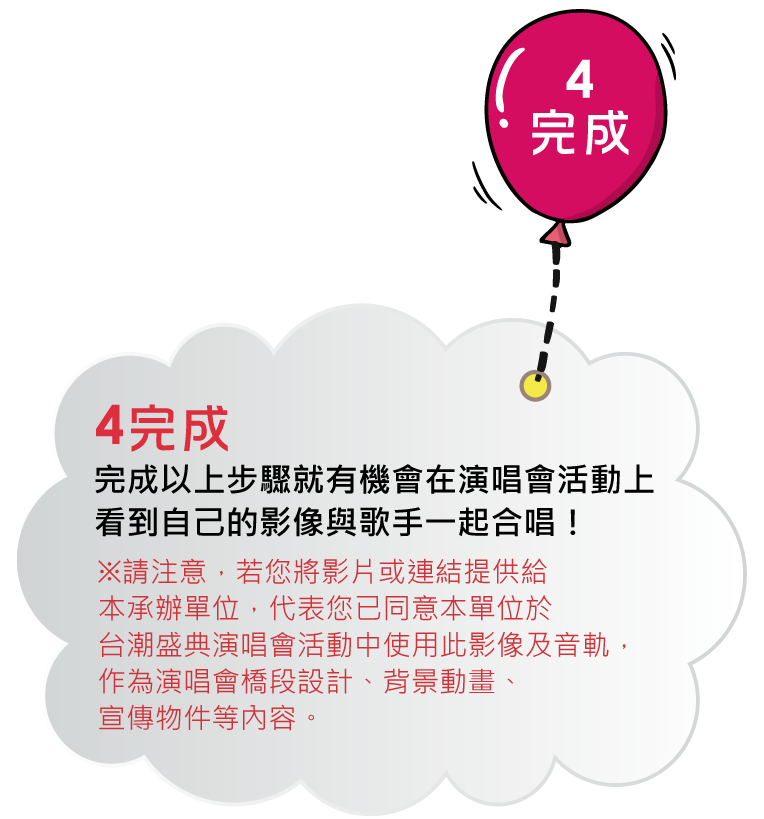 4
完成
4完成
完成以上步驟就有機會在演唱會活動上
看到自己的影像與歌手一起合唱！
※請注意，若您將影片或連結提供給
本承辦單位，代表您已同意本單位於
台潮盛典演唱會活動中使用此影像及音軌，
作為演唱會橋段設計、背景動畫、
宣傳物件等內容。